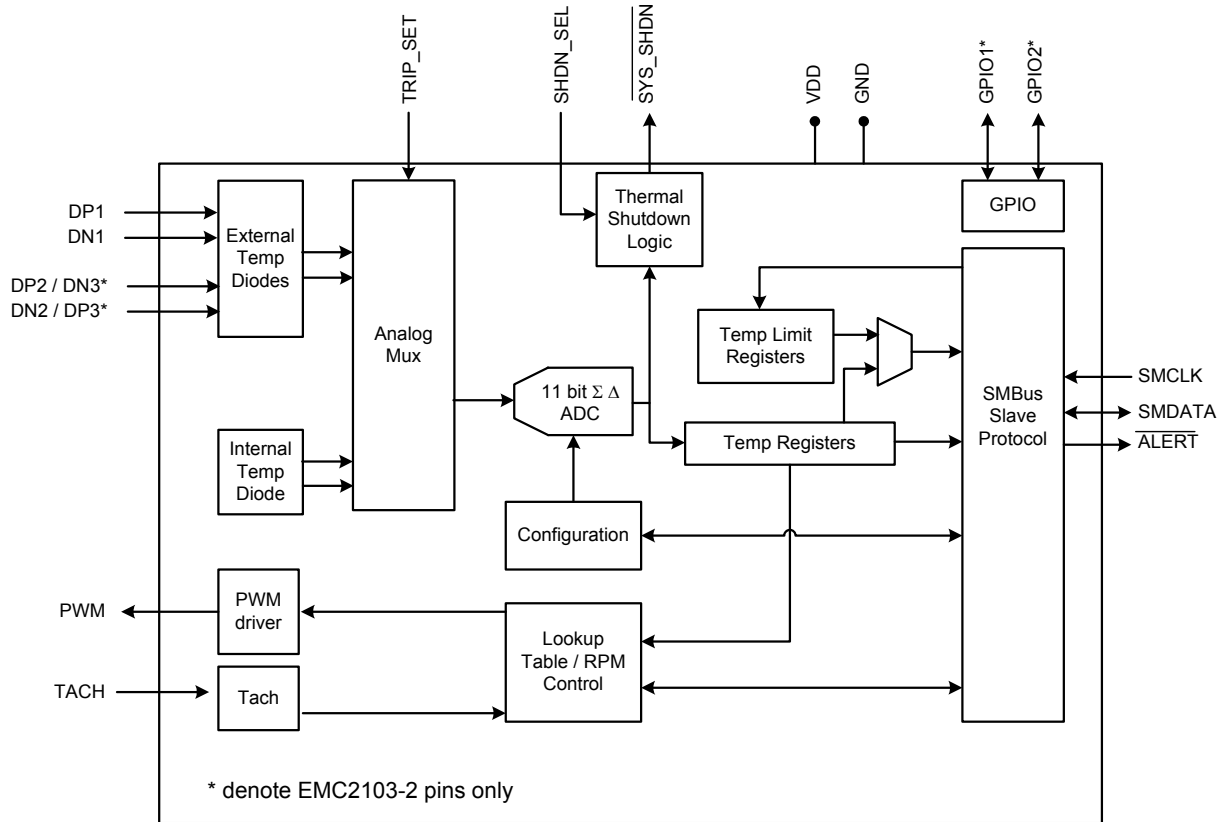 TRIP_SET
SHDN_SEL
SYS_SHDN
VDD
GND
GPIO1*
GPIO2*
DP1
DN1
DP2 / DN3*
DN2 / DP3*
External
Temp
Diodes
Analog
Mux
Thermal
Shutdown
Logic
GPIO
Temp Limit
Registers
11 bit Σ Δ
ADC
Temp Registers
SMBus
Slave
Protocol
SMCLK
SMDATA
ALERT
Internal
Temp
Diode
Configuration
PWM
PWM
driver
Lookup
Table / RPM
Control
TACH
Tach
* denote EMC2103-2 pins only